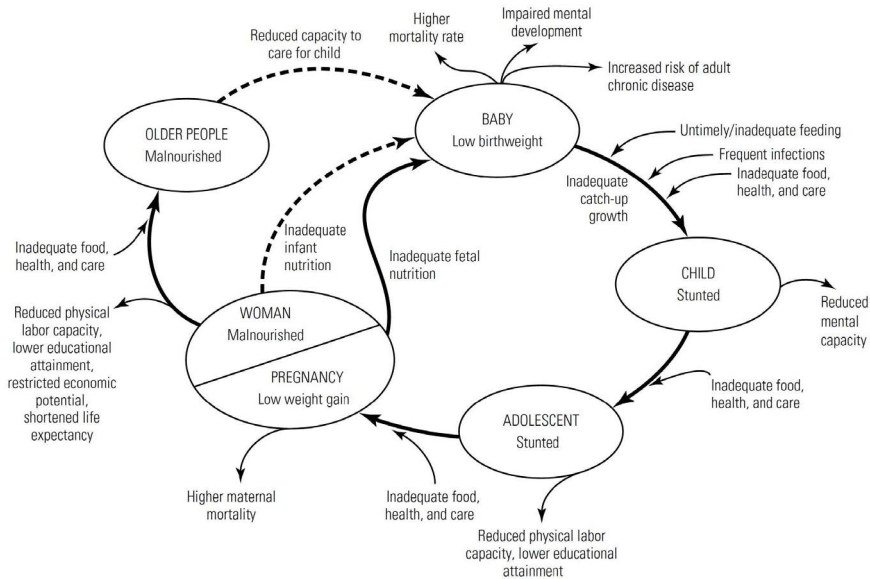 Higher
mortality rate
Impaired mental
development
Reduced capacity to
care for child
Increased risk of adult
chronic disease
OLDER PEOPLE
Malnourished
BABY
Low birthweight
Untimely/inadequate feeding
Frequent infections
Inadequate food,
health, and care
Inadequate
catch-up
growth
Inadequate food,
health, and care
Inadequate
infant
nutrition
Inadequate fetal
nutrition
CHILD
Stunted
Reduced
mental
capacity
Reduced physical
labor capacity,
lower educational
attainment,
restricted economic
potential,
shortened life
expectancy
WOMAN
Malnourished
PREGNANCY
Low weight gain
Inadequate food,
health, and care
ADOLESCENT
Stunted
Higher maternal
mortality
Inadequate food,
health, and care
Reduced physical labor
capacity, lower educational
attainment